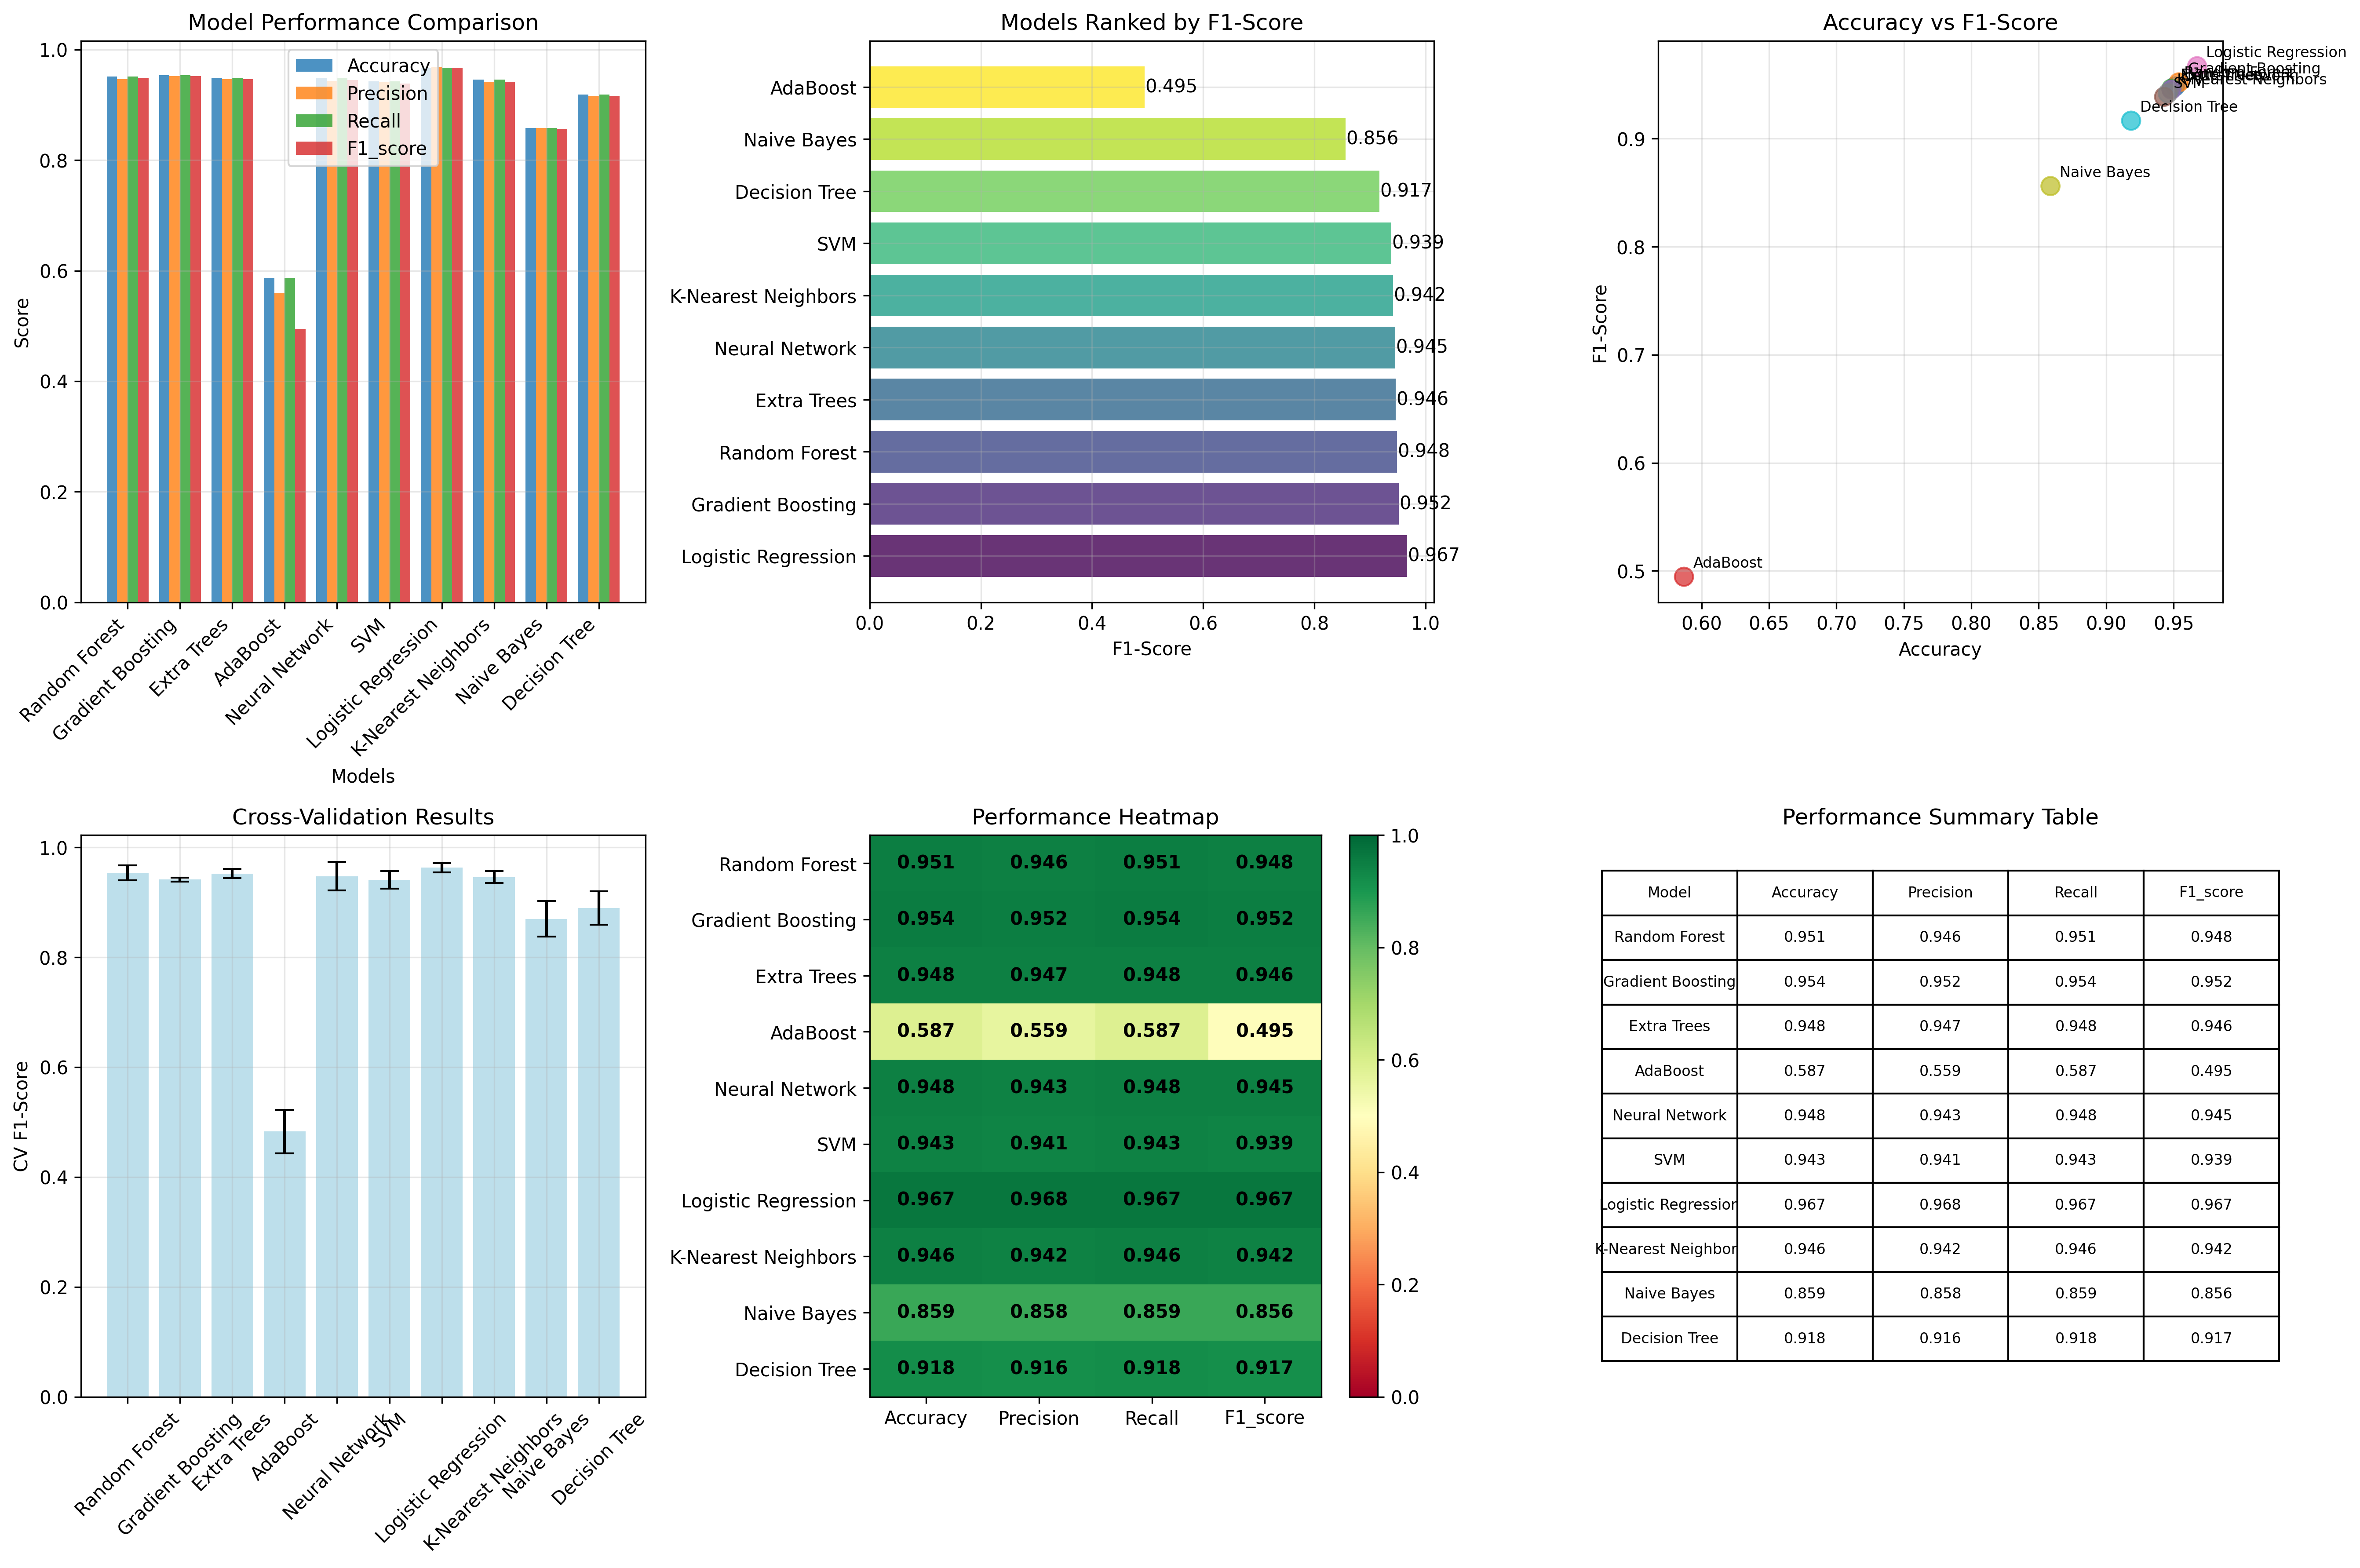 Model Performance Comparison
Accuracy
Precision
Recall
F1_score
Score
1.0
0.8
0.6
0.4
0.2
0.0
Random Forest
Gradient Boosting
Extra Trees
AdaBoost
Neural Network
SVM
Logistic Regression
K-Nearest Neighbors
Naive Bayes
Decision Tree
Models
Models Ranked by F1-Score
AdaBoost 0.495
Naive Bayes 0.856
Decision Tree 0.917
SVM 0.939
K-Nearest Neighbors 0.942
Neural Network 0.945
Extra Trees 0.946
Random Forest 0.948
Gradient Boosting 0.952
Logistic Regression 0.967
0.0 0.2 0.4 0.6 0.8 1.0
F1-Score
Accuracy vs F1-Score
Logistic Regression
Gradient Boosting
Neighbors
SVM
Decision Tree
Naive Bayes
AdaBoost
F1-Score
0.9
0.8
0.7
0.6
0.5
0.60 0.65 0.70 0.75 0.80 0.85 0.90 0.95
Accuracy
Cross-Validation Results
CV F1-Score
1.0
0.8
0.6
0.4
0.2
0.0
Random Forest
Gradient Boosting
Extra Trees
AdaBoost
Neural Network
SVM
Logistic Regression
K-Nearest Neighbors
Naive Bayes
Decision Tree
Performance Heatmap
Random Forest 0.951 0.946 0.951 0.948
Gradient Boosting 0.954 0.952 0.954 0.952
Extra Trees 0.948 0.947 0.948 0.946
AdaBoost 0.587 0.559 0.587 0.495
Neural Network 0.948 0.943 0.948 0.945
SVM 0.943 0.941 0.943 0.939
Logistic Regression 0.967 0.968 0.967 0.967
K-Nearest Neighbors 0.946 0.942 0.946 0.942
Naive Bayes 0.859 0.858 0.859 0.856
Decision Tree 0.918 0.916 0.918 0.917
Accuracy Precision Recall F1_score
1.0
0.8
0.6
0.4
0.2
0.0
Performance Summary Table
Model Accuracy Precision Recall F1_score
Random Forest 0.951 0.946 0.951 0.948
Gradient Boosting 0.954 0.952 0.954 0.952
Extra Trees 0.948 0.947 0.948 0.946
AdaBoost 0.587 0.559 0.587 0.495
Neural Network 0.948 0.943 0.948 0.945
SVM 0.943 0.941 0.943 0.939
Logistic Regression 0.967 0.968 0.967 0.967
K-Nearest Neighbor 0.946 0.942 0.946 0.942
Naive Bayes 0.859 0.858 0.859 0.856
Decision Tree 0.918 0.916 0.918 0.917